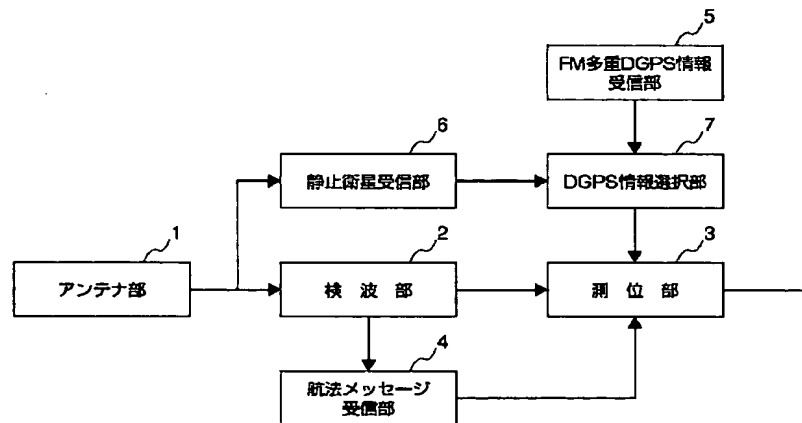 5
FM多重DGPS情報
受信部
6
7
静止衛星受信部
DGPS情報選択部
1
2
3
アンテナ部
検 波 部
測 位 部
4
航法メッセージ
受信部